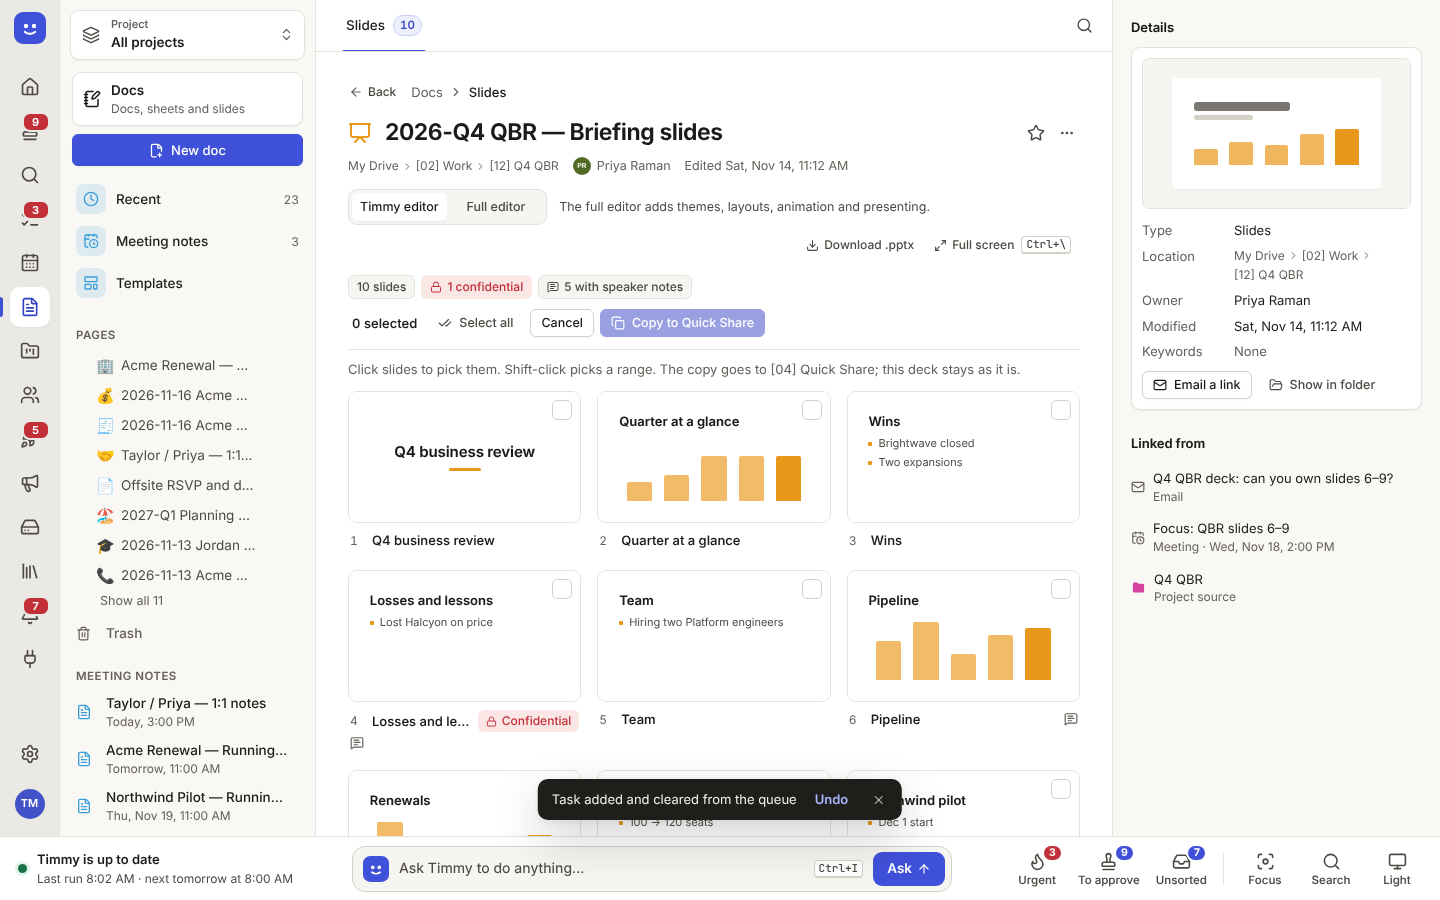 Project
All projects
9
3
5
7
TM
Docs
Docs, sheets and slides
New doc
Recent 23
Meeting notes 3
Templates
PAGES
Acme Renewal — ...
2026-11-16 Acme ...
2026-11-16 Acme ...
Taylor / Priya — 1:1...
Offsite RSVP and d...
2027-Q1 Planning ...
2026-11-13 Jordan ...
2026-11-13 Acme ...
Show all 11
Trash
MEETING NOTES
Taylor / Priya — 1:1 notes
Today, 3:00 PM
Acme Renewal — Running...
Tomorrow, 11:00 AM
Northwind Pilot — Runnin...
Thu, Nov 19, 11:00 AM
Slides 10
Back Docs > Slides
2026-Q4 QBR — Briefing slides
My Drive > [02] Work > [12] Q4 QBR PR Priya Raman Edited Sat, Nov 14, 11:12 AM
Timmy editor Full editor The full editor adds themes, layouts, animation and presenting.
Download .pptx Full screen Ctrl+\
10 slides 1 confidential 5 with speaker notes
0 selected Select all Cancel Copy to Quick Share
Click slides to pick them. Shift-click picks a range. The copy goes to [04] Quick Share; this deck stays as it is.
Q4 business review
1 Q4 business review
Quarter at a glance
2 Quarter at a glance
Wins
Brightwave closed
Two expansions
3 Wins
Losses and lessons
Lost Halcyon on price
4 Losses and le... Confidential
Team
Hiring two Platform engineers
5 Team
Pipeline
6 Pipeline
Renewals
100 → 120 seats
wind pilot
Dec 1 start
Task added and cleared from the queue Undo
Details
Type Slides
Location My Drive > [02] Work >
[12] Q4 QBR
Owner Priya Raman
Modified Sat, Nov 14, 11:12 AM
Keywords None
Email a link Show in folder
Linked from
Q4 QBR deck: can you own slides 6–9?
Email
Focus: QBR slides 6–9
Meeting · Wed, Nov 18, 2:00 PM
Q4 QBR
Project source
Timmy is up to date
Last run 8:02 AM · next tomorrow at 8:00 AM
Ask Timmy to do anything... Ctrl+I Ask
3 Urgent
9 To approve
7 Unsorted
Focus
Search
Light